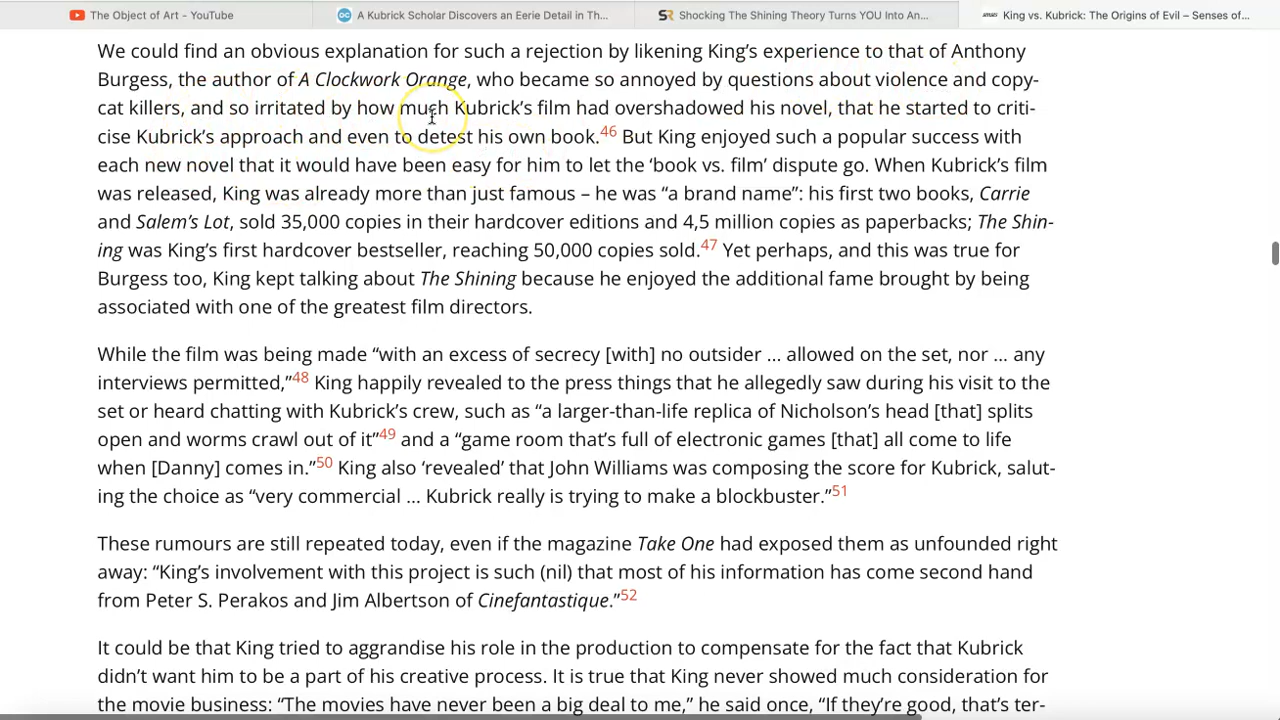 The Object of Art - YouTube
A Kubrick Scholar Discovers an Eerie Detail in Th...
Shocking The Shining Theory Turns YOU Into An...
King vs. Kubrick: The Origins of Evil – Senses of...
We could find an obvious explanation for such a rejection by likening King’s experience to that of Anthony
Burgess, the author of A Clockwork Orange, who became so annoyed by questions about violence and copy-
cat killers, and so irritated by how much Kubrick’s film had overshadowed his novel, that he started to criti-
cise Kubrick’s approach and even to detest his own book.46 But King enjoyed such a popular success with
each new novel that it would have been easy for him to let the ‘book vs. film’ dispute go. When Kubrick’s film
was released, King was already more than just famous – he was “a brand name”: his first two books, Carrie
and Salem’s Lot, sold 35,000 copies in their hardcover editions and 4,5 million copies as paperbacks; The Shin-
ing was King’s first hardcover bestseller, reaching 50,000 copies sold.47 Yet perhaps, and this was true for
Burgess too, King kept talking about The Shining because he enjoyed the additional fame brought by being
associated with one of the greatest film directors.
While the film was being made “with an excess of secrecy [with] no outsider … allowed on the set, nor … any
interviews permitted,”48 King happily revealed to the press things that he allegedly saw during his visit to the
set or heard chatting with Kubrick’s crew, such as “a larger-than-life replica of Nicholson’s head [that] splits
open and worms crawl out of it”49 and a “game room that’s full of electronic games [that] all come to life
when [Danny] comes in.”50 King also ‘revealed’ that John Williams was composing the score for Kubrick, salut-
ing the choice as “very commercial … Kubrick really is trying to make a blockbuster.”51
These rumours are still repeated today, even if the magazine Take One had exposed them as unfounded right
away: “King’s involvement with this project is such (nil) that most of his information has come second hand
from Peter S. Perakos and Jim Albertson of Cinefantastique.”52
It could be that King tried to aggrandise his role in the production to compensate for the fact that Kubrick
didn’t want him to be a part of his creative process. It is true that King never showed much consideration for
the movie business: “The movies have never been a big deal to me,” he said once, “If they’re good, that’s ter-